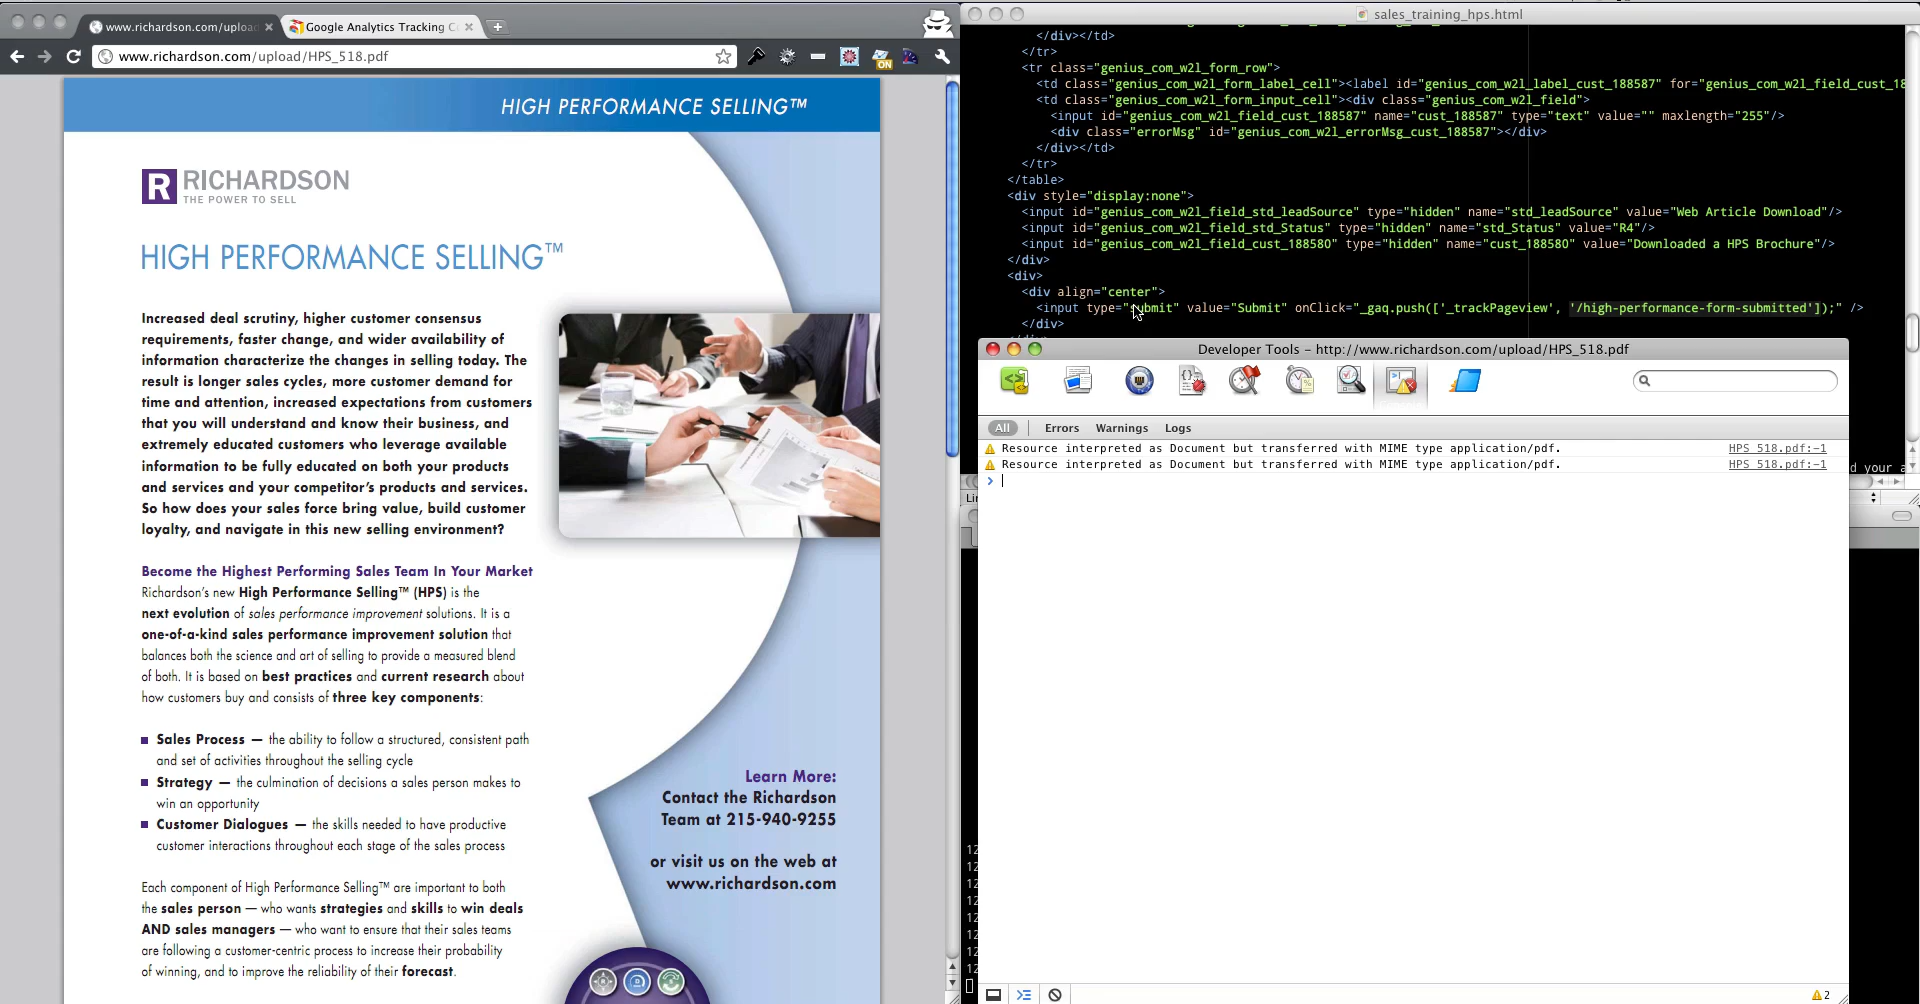 www.richardson.com/uploa
Google Analytics Tracking C
www.richardson.com/upload/HPS_518.pdf
ON
HIGH PERFORMANCE SELLING™
R RICHARDSON
THE POWER TO SELL
HIGH PERFORMANCE SELLING™
Increased deal scrutiny, higher customer consensus
requirements, faster change, and wider availability of
information characterize the changes in selling today. The
result is longer sales cycles, more customer demand for
time and attention, increased expectations from customers
that you will understand and know their business, and
extremely educated customers who leverage available
information to be fully educated on both your products
and services and your competitor's products and services.
So how does your sales force bring value, build customer
loyalty, and navigate in this new selling environment?
Become the Highest Performing Sales Team In Your Market
Richardson's new High Performance Selling™ (HPS) is the
next evolution of sales performance improvement solutions. It is a
one-of-a-kind sales performance improvement solution that
balances both the science and art of selling to provide a measured blend
of both. It is based on best practices and current research about
how customers buy and consists of three key components:
Sales Process — the ability to follow a structured, consistent path
and set of activities throughout the selling cycle
Strategy — the culmination of decisions a sales person makes to
win an opportunity
Customer Dialogues — the skills needed to have productive
customer interactions throughout each stage of the sales process
Each component of High Performance Selling™ are important to both
the sales person — who wants strategies and skills to win deals
AND sales managers — who want to ensure that their sales teams
are following a customer-centric process to increase their probability
of winning, and to improve the reliability of their forecast.
Learn More:
Contact the Richardson
Team at 215-940-9255
or visit us on the web at
www.richardson.com
sales_training_hps.html
</div></td>
</tr>
<tr class="genius_com_w2l_form_row">
<td class="genius_com_w2l_form_label_cell"><label id="genius_com_w2l_label_cust_188587" for="genius_com_w2l_field_cust_18
<td class="genius_com_w2l_form_input_cell"><div class="genius_com_w2l_field">
<input id="genius_com_w2l_field_cust_188587" name="cust_188587" type="text" value="" maxlength="255"/>
<div class="errorMsg" id="genius_com_w2l_errorMsg_cust_188587"></div>
</div></td>
</tr>
</table>
<div style="display:none">
<input id="genius_com_w2l_field_std_leadSource" type="hidden" name="std_leadSource" value="Web Article Download"/>
<input id="genius_com_w2l_field_std_Status" type="hidden" name="std_Status" value="R4"/>
<input id="genius_com_w2l_field_cust_188580" type="hidden" name="cust_188580" value="Downloaded a HPS Brochure"/>
</div>
<div>
<div align="center">
<input type="submit" value="Submit" onClick="_gaq.push(['_trackPageview', '/high-performance-form-submitted']);" />
</div>
Developer Tools – http://www.richardson.com/upload/HPS_518.pdf
All Errors Warnings Logs
Resource interpreted as Document but transferred with MIME type application/pdf. HPS_518.pdf:-1
Resource interpreted as Document but transferred with MIME type application/pdf. HPS_518.pdf:-1
>
d your a
Lin
12
12
12
12
12
12
12
12
2